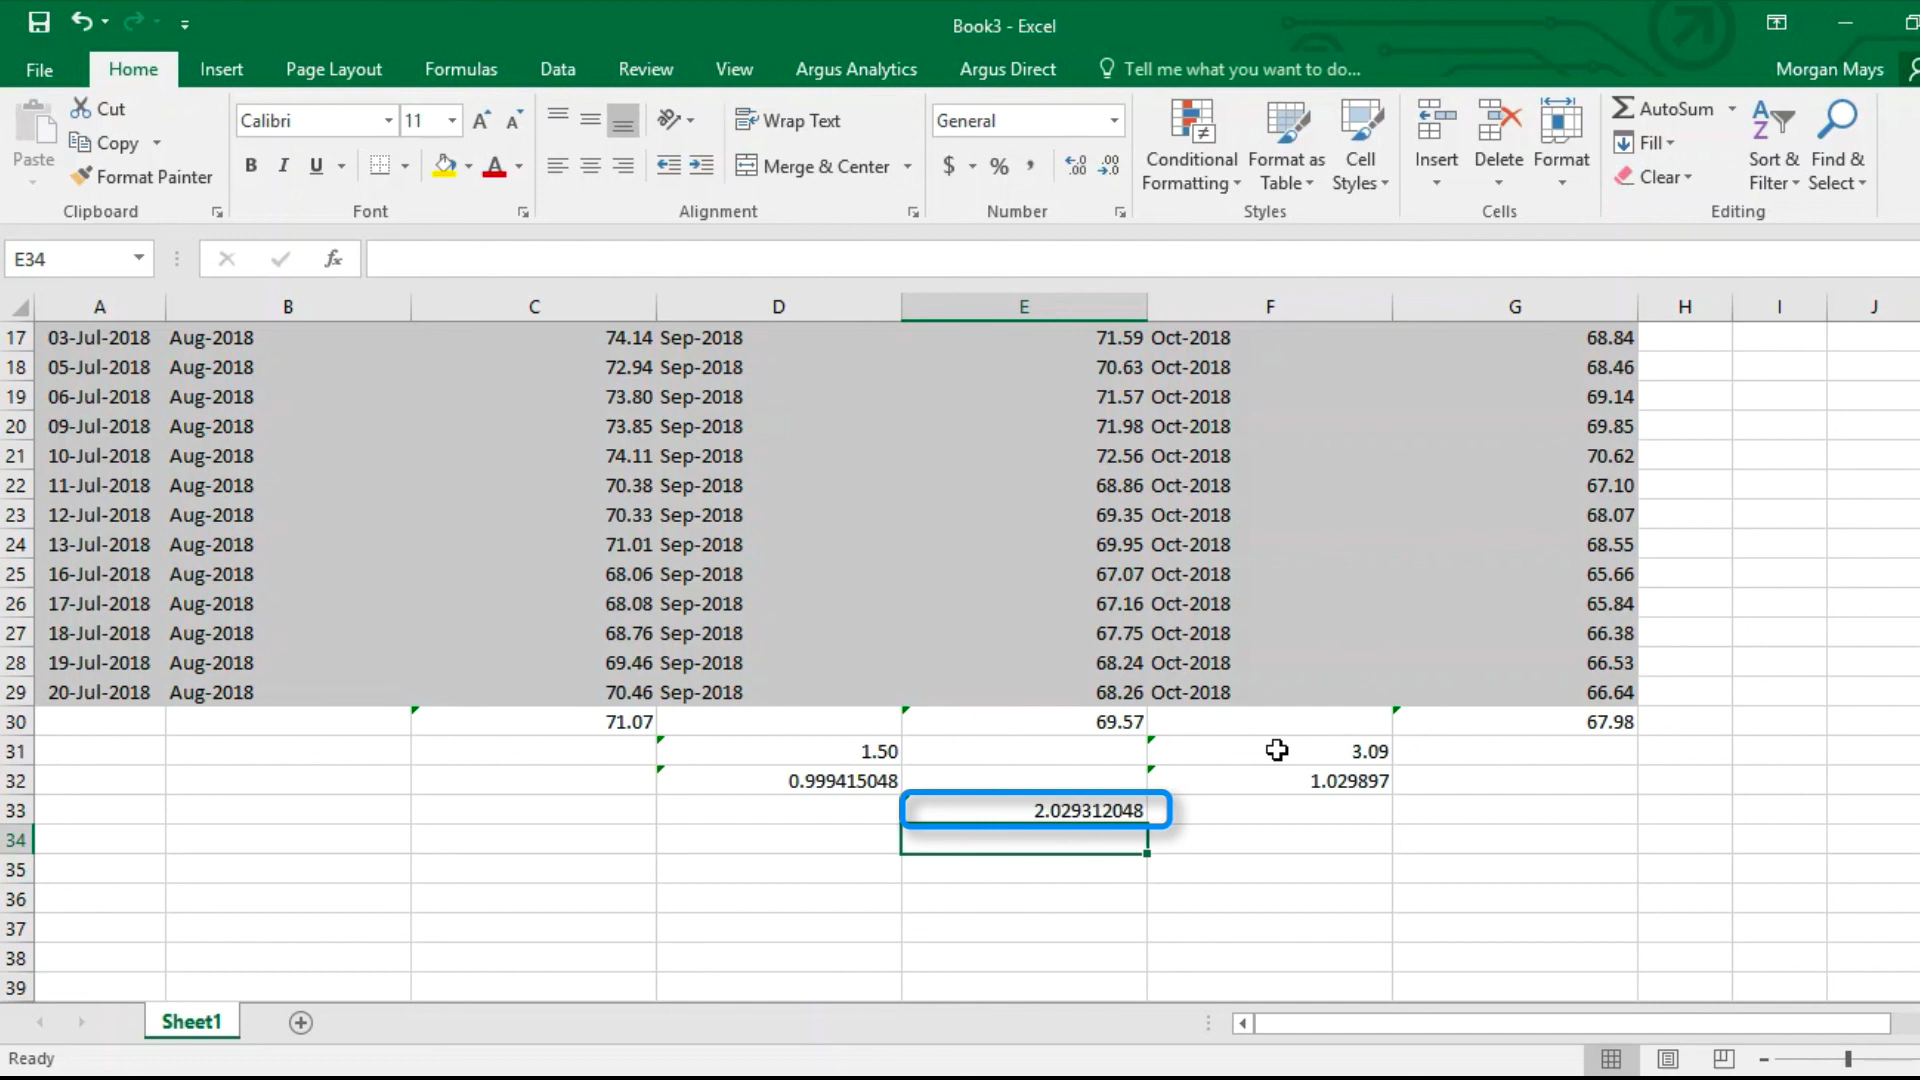 Book3 - Excel
File Home Insert Page Layout Formulas Data Review View Argus Analytics Argus Direct Tell me what you want to do... Morgan Mays
Paste
Cut
Copy
Format Painter
Clipboard
Calibri 11
B I U
Font
Wrap Text
Merge & Center
Alignment
General
$ % ,
Number
Conditional Formatting
Format as Table
Cell Styles
Styles
Insert Delete Format
Cells
AutoSum
Fill
Clear
Sort & Filter
Find & Select
Editing
E34 fx
A B C D E F G H I J
17 03-Jul-2018 Aug-2018 74.14 Sep-2018 71.59 Oct-2018 68.84
18 05-Jul-2018 Aug-2018 72.94 Sep-2018 70.63 Oct-2018 68.46
19 06-Jul-2018 Aug-2018 73.80 Sep-2018 71.57 Oct-2018 69.14
20 09-Jul-2018 Aug-2018 73.85 Sep-2018 71.98 Oct-2018 69.85
21 10-Jul-2018 Aug-2018 74.11 Sep-2018 72.56 Oct-2018 70.62
22 11-Jul-2018 Aug-2018 70.38 Sep-2018 68.86 Oct-2018 67.10
23 12-Jul-2018 Aug-2018 70.33 Sep-2018 69.35 Oct-2018 68.07
24 13-Jul-2018 Aug-2018 71.01 Sep-2018 69.95 Oct-2018 68.55
25 16-Jul-2018 Aug-2018 68.06 Sep-2018 67.07 Oct-2018 65.66
26 17-Jul-2018 Aug-2018 68.08 Sep-2018 67.16 Oct-2018 65.84
27 18-Jul-2018 Aug-2018 68.76 Sep-2018 67.75 Oct-2018 66.38
28 19-Jul-2018 Aug-2018 69.46 Sep-2018 68.24 Oct-2018 66.53
29 20-Jul-2018 Aug-2018 70.46 Sep-2018 68.26 Oct-2018 66.64
30 71.07 69.57 67.98
31 1.50 3.09
32 0.999415048 1.029897
33 2.029312048
34
35
36
37
38
39
Sheet1
Ready